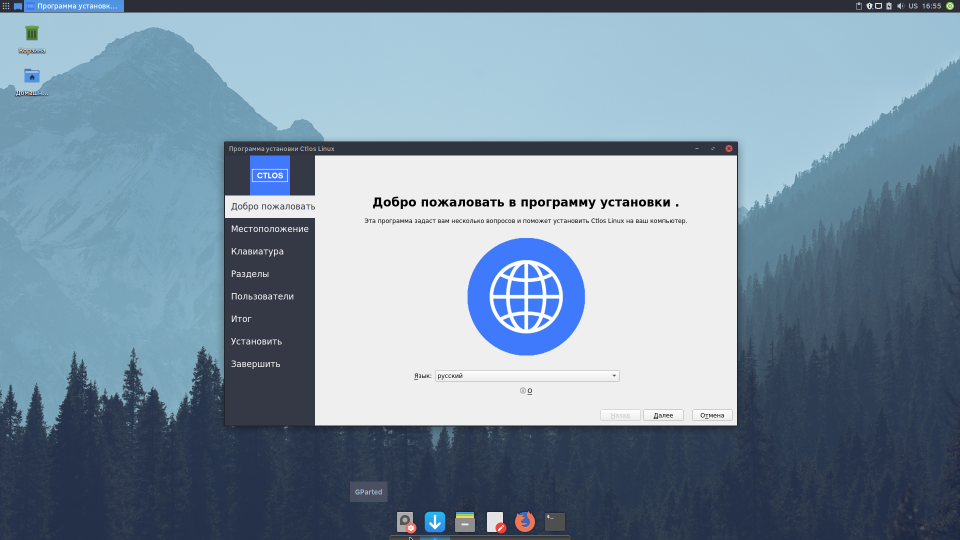 Программа установк...
US 16:55
Корзина
Домаш...
Программа установки Ctlos Linux
CTLOS
Добро пожаловать
Местоположение
Клавиатура
Разделы
Пользователи
Итог
Установить
Завершить
Добро пожаловать в программу установки .
Эта программа задаст вам несколько вопросов и поможет установить Ctlos Linux на ваш компьютер.
Язык: русский
О
Назад Далее Отмена
GParted